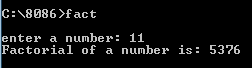 C:\8086>fact
enter a number: 11
Factorial of a number is: 5376